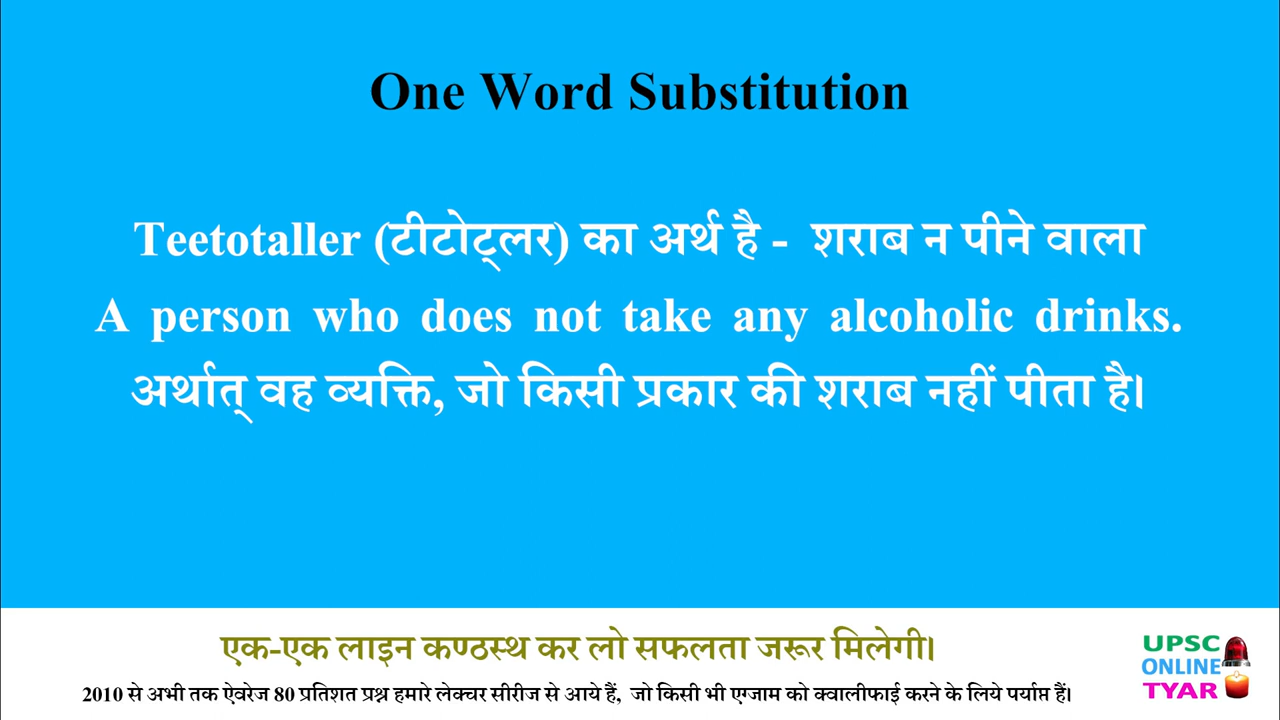 One Word Substitution
Teetotaller (टीटोट्लर) का अर्थ है - शराब न पीने वाला
A person who does not take any alcoholic drinks.
अर्थात् वह व्यक्ति, जो किसी प्रकार की शराब नहीं पीता है।
एक-एक लाइन कण्ठस्थ कर लो सफलता जरूर मिलेगी।
2010 से अभी तक ऐवरेज 80 प्रतिशत प्रश्न हमारे लेक्चर सीरीज से आये हैं, जो किसी भी एग्जाम को क्वालीफाई करने के लिये पर्याप्त हैं।
UPSC
ONLINE
TYAR